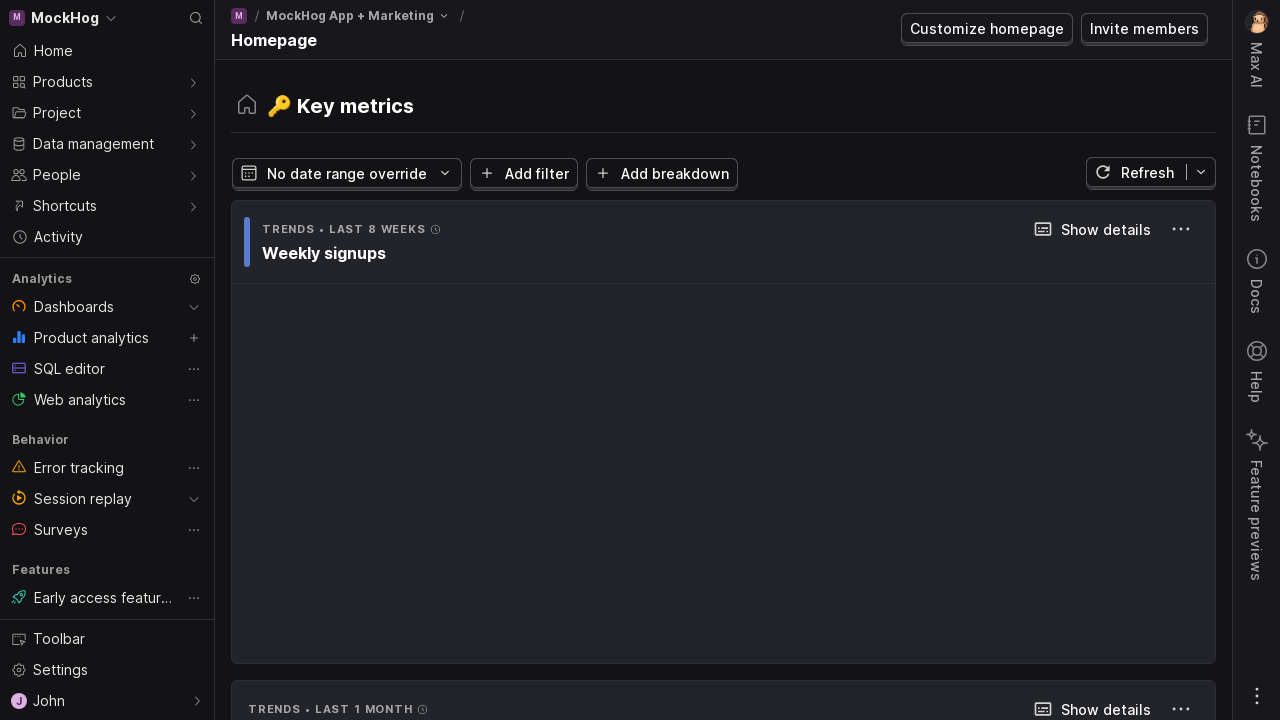 M MockHog
Home
Products
Project
Data management
People
Shortcuts
Activity
Analytics
Dashboards
Product analytics
SQL editor
Web analytics
Behavior
Error tracking
Session replay
Surveys
Features
Early access featur...
Toolbar
Settings
J John
M / MockHog App + Marketing /
Homepage
Customize homepage
Invite members
🔑 Key metrics
No date range override
Add filter
Add breakdown
Refresh
TRENDS • LAST 8 WEEKS
Show details
Weekly signups
TRENDS • LAST 1 MONTH
Show details
Max AI
Notebooks
Docs
Help
Feature previews